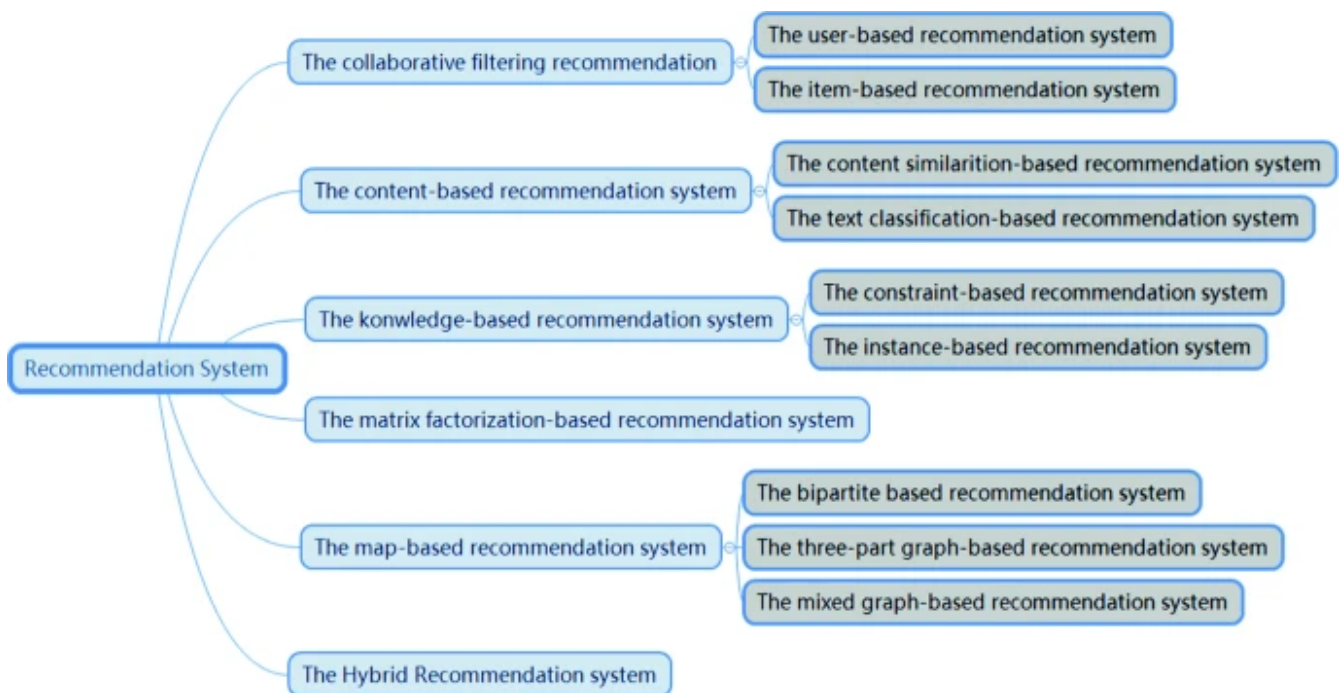 The collaborative filtering recommendation
The user-based recommendation system
The item-based recommendation system
The content-based recommendation system
The content similarition-based recommendation system
The text classification-based recommendation system
The konwledge-based recommendation system
The constraint-based recommendation system
The instance-based recommendation system
Recommendation System
The matrix factorization-based recommendation system
The map-based recommendation system
The bipartite based recommendation system
The three-part graph-based recommendation system
The mixed graph-based recommendation system
The Hybrid Recommendation system